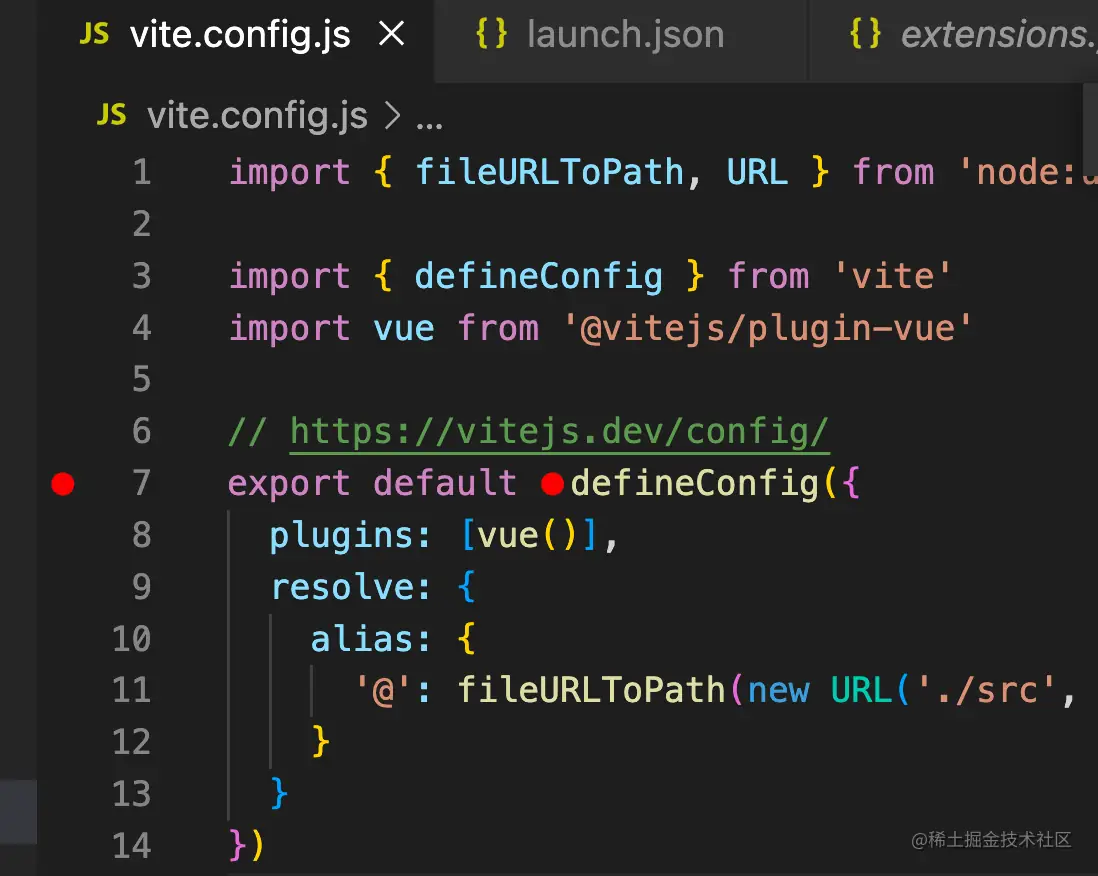 JS vite.config.js × {} launch.json {} extensions.
JS vite.config.js > ...
1 import { fileURLToPath, URL } from 'node:
2
3 import { defineConfig } from 'vite'
4 import vue from '@vitejs/plugin-vue'
5
6 // https://vitejs.dev/config/
7 export default defineConfig({
8 plugins: [vue()],
9 resolve: {
10 alias: {
11 '@': fileURLToPath(new URL('./src',
12 }
13 }
14 })
@稀土掘金技术社区